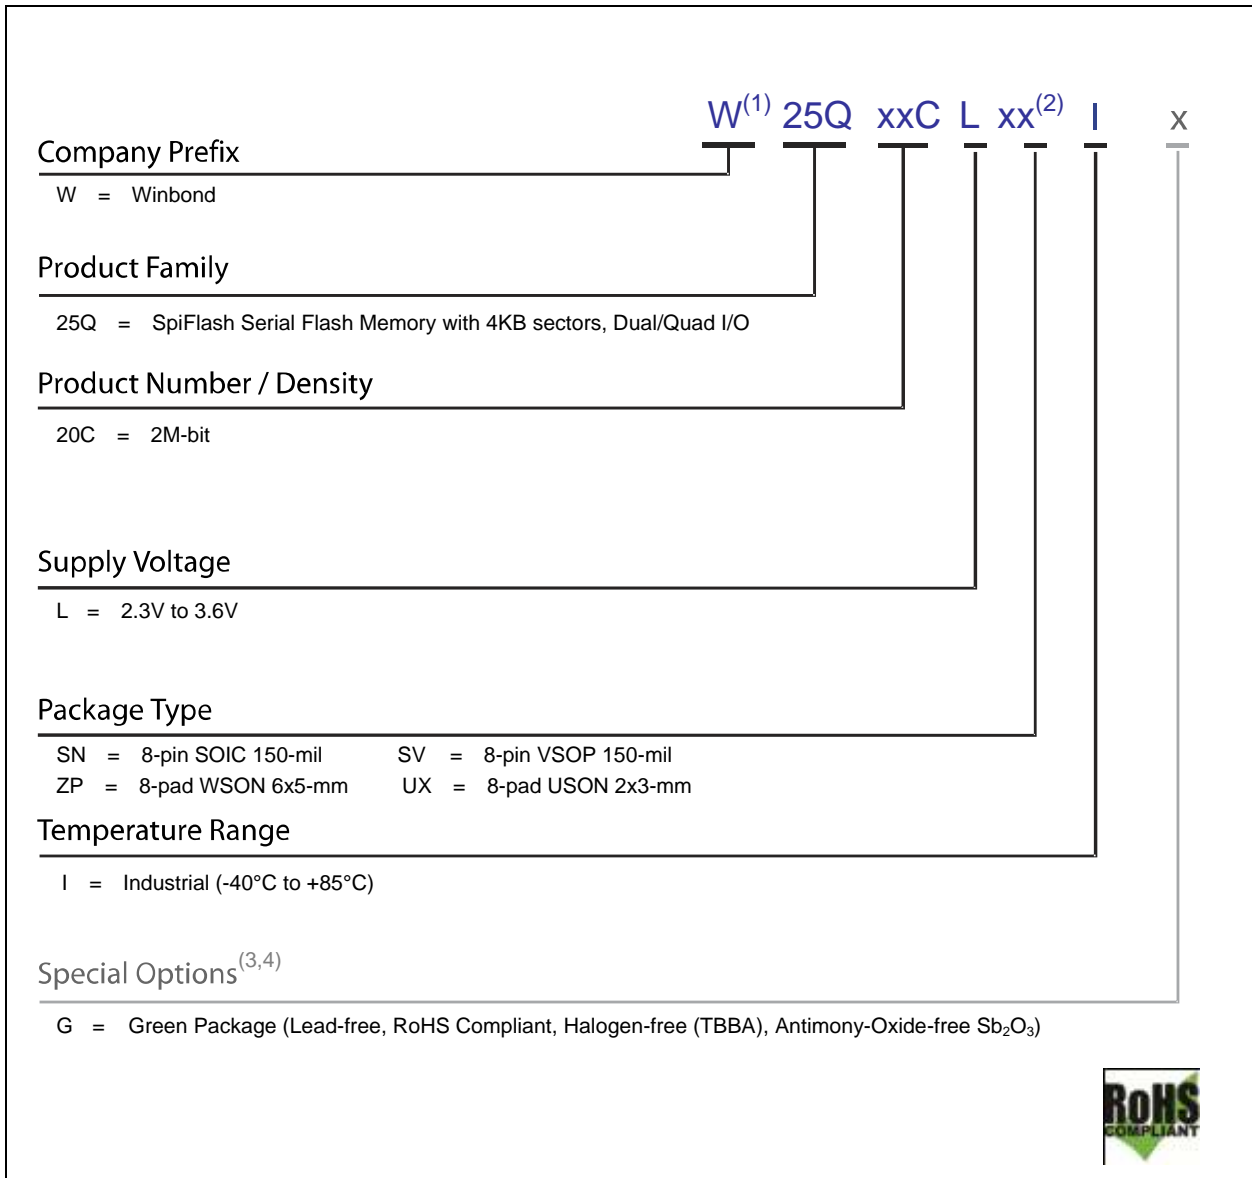 W(1) 25Q xxC L xx(2) I x
Company Prefix
W = Winbond
Product Family
25Q = SpiFlash Serial Flash Memory with 4KB sectors, Dual/Quad I/O
Product Number / Density
20C = 2M-bit
Supply Voltage
L = 2.3V to 3.6V
Package Type
SN = 8-pin SOIC 150-mil SV = 8-pin VSOP 150-mil
ZP = 8-pad WSON 6x5-mm UX = 8-pad USON 2x3-mm
Temperature Range
I = Industrial (-40°C to +85°C)
Special Options(3,4)
G = Green Package (Lead-free, RoHS Compliant, Halogen-free (TBBA), Antimony-Oxide-free Sb₂O₃)
RoHS
COMPLIANT